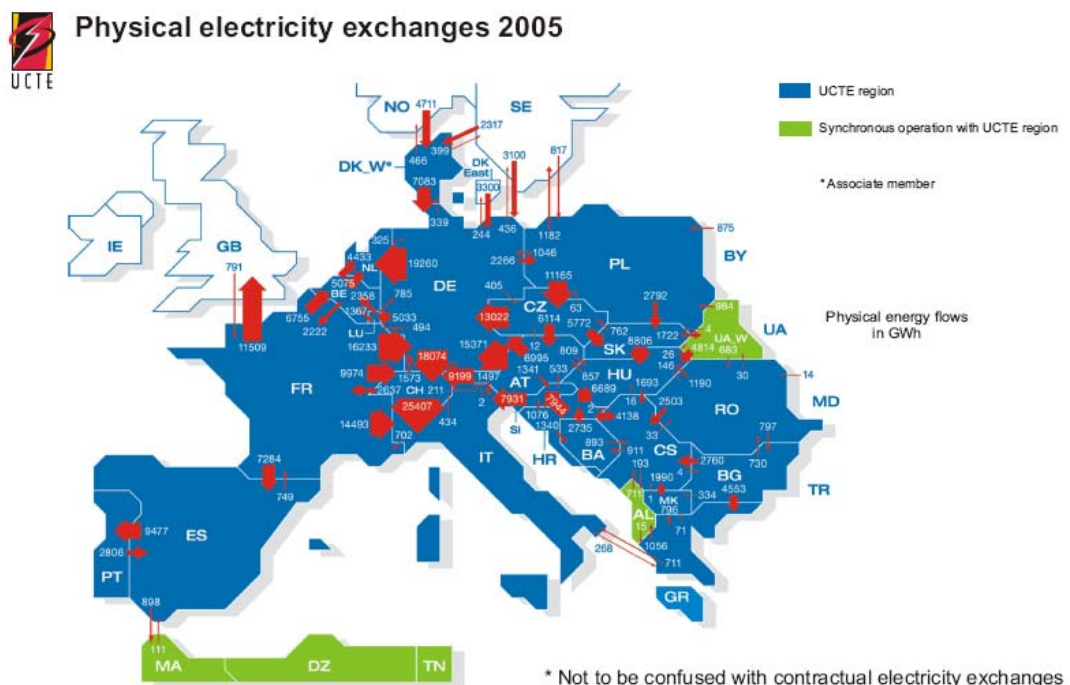 Physical electricity exchanges 2005
UCTE
UCTE region
Synchronous operation with UCTE region
*Associate member
Physical energy flows
in GWh
NO
4711
SE
2317
399
466
DK_W*
DK
East
3100
817
7083
3300
339
244
436
1182
875
BY
IE
GB
791
325
4433
NL
19260
DE
2266
1046
PL
5075
BE
2358
785
405
11165
CZ
63
2792
984
6755
2222
1367
5033
13022
6114
5772
762
1722
4
UA_W
UA
LU
494
12
SK
8806
4814
683
11509
16233
15371
6995
809
26
18074
1341
HU
146
30
9974
1573
9199
1497
AT
533
857
1190
14
FR
2637
CH
211
6689
1693
MD
2
7931
7944
16
2503
RO
25407
1076
2
4138
14493
434
SI
1340
2735
33
797
702
HR
893
CS
IT
BA
911
2760
730
7284
193
4
BG
1990
TR
749
711
1
334
4553
MK
AL
796
9477
ES
15
71
2806
1056
268
711
PT
GR
898
111
MA
DZ
TN
* Not to be confused with contractual electricity exchanges